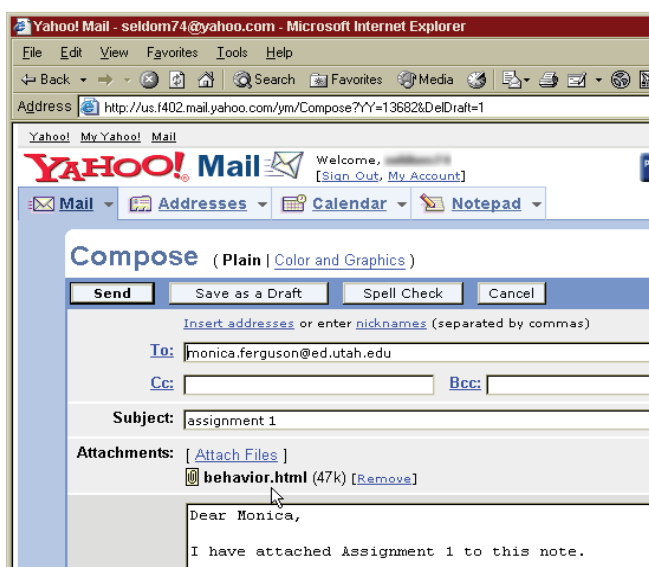 Yahoo! Mail - seldom74@yahoo.com - Microsoft Internet Explorer
File Edit View Favorites Tools Help
Back Search Favorites Media
Address http://us.f402.mail.yahoo.com/ym/Compose?YY=13682&DelDraft=1
Yahoo! My Yahoo! Mail
YAHOO! Mail Welcome,
[Sign Out, My Account]
Mail Addresses Calendar Notepad
Compose ( Plain | Color and Graphics )
Send Save as a Draft Spell Check Cancel
Insert addresses or enter nicknames (separated by commas)
To: monica.ferguson@ed.utah.edu
Cc: Bcc:
Subject: assignment 1
Attachments: [ Attach Files ]
behavior.html (47k) [Remove]
Dear Monica,
I have attached Assignment 1 to this note.